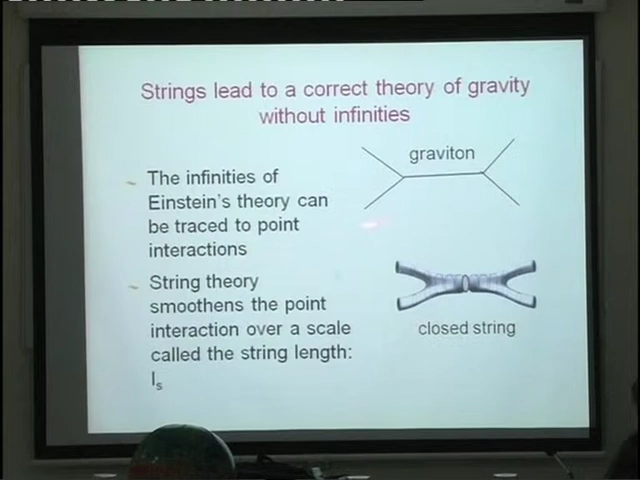 Strings lead to a correct theory of gravity
without infinities
The infinities of
Einstein's theory can
be traced to point
interactions
String theory
smoothens the point
interaction over a scale
called the string length:
lₛ
graviton
closed string